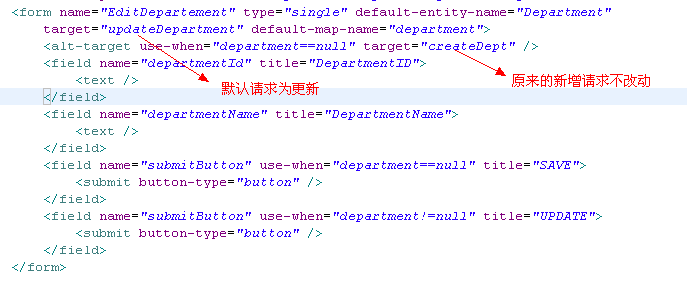 <form name="EditDepartement" type="single" default-entity-name="Department"
target="updateDepartment" default-map-name="department">
<alt-target use-when="department==null" target="createDept" />
<field name="departmentId" title="DepartmentID">
<text />
默认请求为更新
原来的新增请求不改动
</field>
<field name="departmentName" title="DepartmentName">
<text />
</field>
<field name="submitButton" use-when="department==null" title="SAVE">
<submit button-type="button" />
</field>
<field name="submitButton" use-when="department!=null" title="UPDATE">
<submit button-type="button" />
</field>
</form>